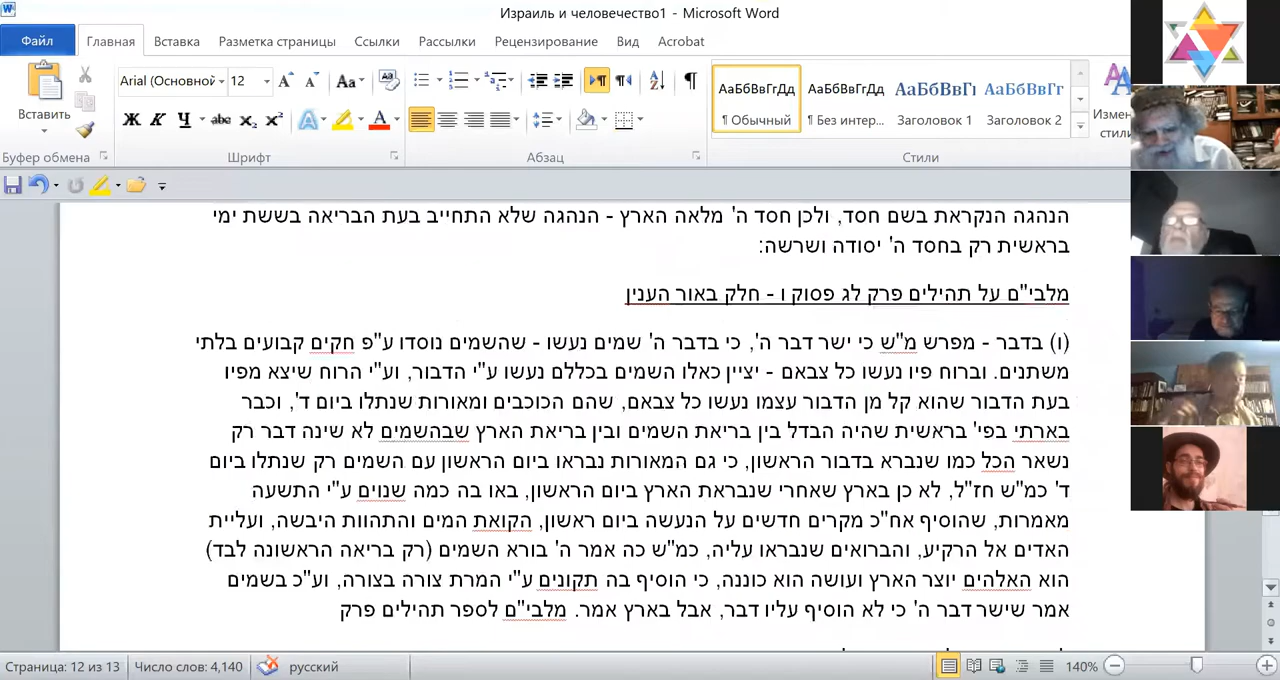 Израиль и человечество1 - Microsoft Word
Файл Главная Вставка Разметка страницы Ссылки Рассылки Рецензирование Вид Acrobat
Arial (Основной 12 Aa
АаБбВвГгДд АаБбВвГгДд АаБбВвГг АаБбВвГг
Вставить Ж К Ч abc x₂ x² А А ¶ Обычный ¶ Без интер... Заголовок 1 Заголовок 2 Измен стили
Буфер обмена Шрифт Абзац Стили
הנהגה הנקראת בשם חסד, ולכן חסד ה' מלאה הארץ - הנהגה שלא התחייב בעת הבריאה בששת ימי
בראשית רק בחסד ה' יסודה ושרשה:
מלבי"ם על תהילים פרק לג פסוק ו - חלק באור הענין
(ו) בדבר - מפרש מ"ש כי ישר דבר ה', כי בדבר ה' שמים נעשו - שהשמים נוסדו ע"פ חקים קבועים בלתי
משתנים. וברוח פיו נעשו כל צבאם - יציין כאלו השמים בכללם נעשו ע"י הדבור, וע"י הרוח שיצא מפיו
בעת הדבור שהוא קל מן הדבור עצמו נעשו כל צבאם, שהם הכוכבים ומאורות שנתלו ביום ד', וכבר
בארתי בפי' בראשית שהיה הבדל בין בריאת השמים ובין בריאת הארץ שבהשמים לא שינה דבר רק
נשאר הכל כמו שנברא בדבור הראשון, כי גם המאורות נבראו ביום הראשון עם השמים רק שנתלו ביום
ד' כמ"ש חז"ל, לא כן בארץ שאחרי שנבראת הארץ ביום הראשון, באו בה כמה שנוים ע"י התשעה
מאמרות, שהוסיף אח"כ מקרים חדשים על הנעשה ביום ראשון, הקואת המים והתהוות היבשה, ועליית
האדים אל הרקיע, והברואים שנבראו עליה, כמ"ש כה אמר ה' בורא השמים (רק בריאה הראשונה לבד)
הוא האלהים יוצר הארץ ועושה הוא כוננה, כי הוסיף בה תקונים ע"י המרת צורה בצורה, וע"כ בשמים
אמר שישר דבר ה' כי לא הוסיף עליו דבר, אבל בארץ אמר. מלבי"ם לספר תהילים פרק
Страница: 12 из 13 Число слов: 4,140 русский 140%